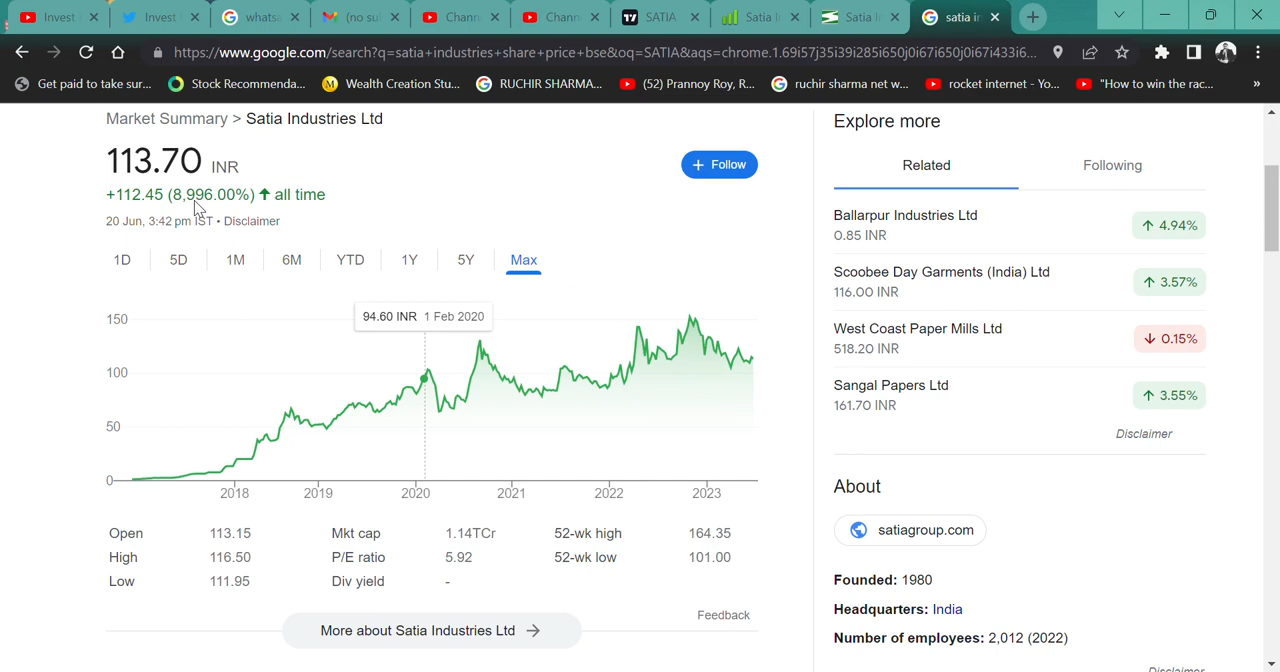 Invest
Invest
whats
(no su
Chann
Chann
SATIA
Satia I
Satia I
satia in
https://www.google.com/search?q=satia+industries+share+price+bse&oq=SATIA&aqs=chrome.1.69i57j35i39i285i650j0i67i650j0i67i433i6...
Get paid to take sur...
Stock Recommenda...
Wealth Creation Stu...
RUCHIR SHARMA...
(52) Prannoy Roy, R...
ruchir sharma net w...
rocket internet - Yo...
"How to win the rac...
»
Market Summary > Satia Industries Ltd
113.70 INR
+ Follow
+112.45 (8,996.00%) ↑ all time
20 Jun, 3:42 pm IST • Disclaimer
1D 5D 1M 6M YTD 1Y 5Y Max
94.60 INR 1 Feb 2020
150
100
50
0
2018 2019 2020 2021 2022 2023
Open 113.15 Mkt cap 1.14TCr 52-wk high 164.35
High 116.50 P/E ratio 5.92 52-wk low 101.00
Low 111.95 Div yield -
Feedback
More about Satia Industries Ltd →
Explore more
Related Following
Ballarpur Industries Ltd
0.85 INR
↑ 4.94%
Scoobee Day Garments (India) Ltd
116.00 INR
↑ 3.57%
West Coast Paper Mills Ltd
518.20 INR
↓ 0.15%
Sangal Papers Ltd
161.70 INR
↑ 3.55%
Disclaimer
About
satiagroup.com
Founded: 1980
Headquarters: India
Number of employees: 2,012 (2022)
Disclaimer